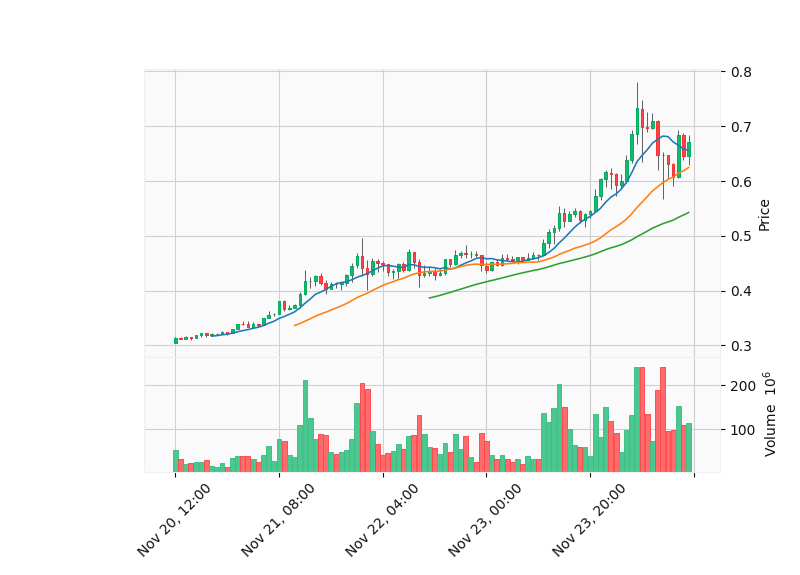 0.8
0.7
0.6
0.5
0.4
0.3
Price
200
100
Volume 10^6
Nov 20, 12:00
Nov 21, 08:00
Nov 22, 04:00
Nov 23, 00:00
Nov 23, 20:00